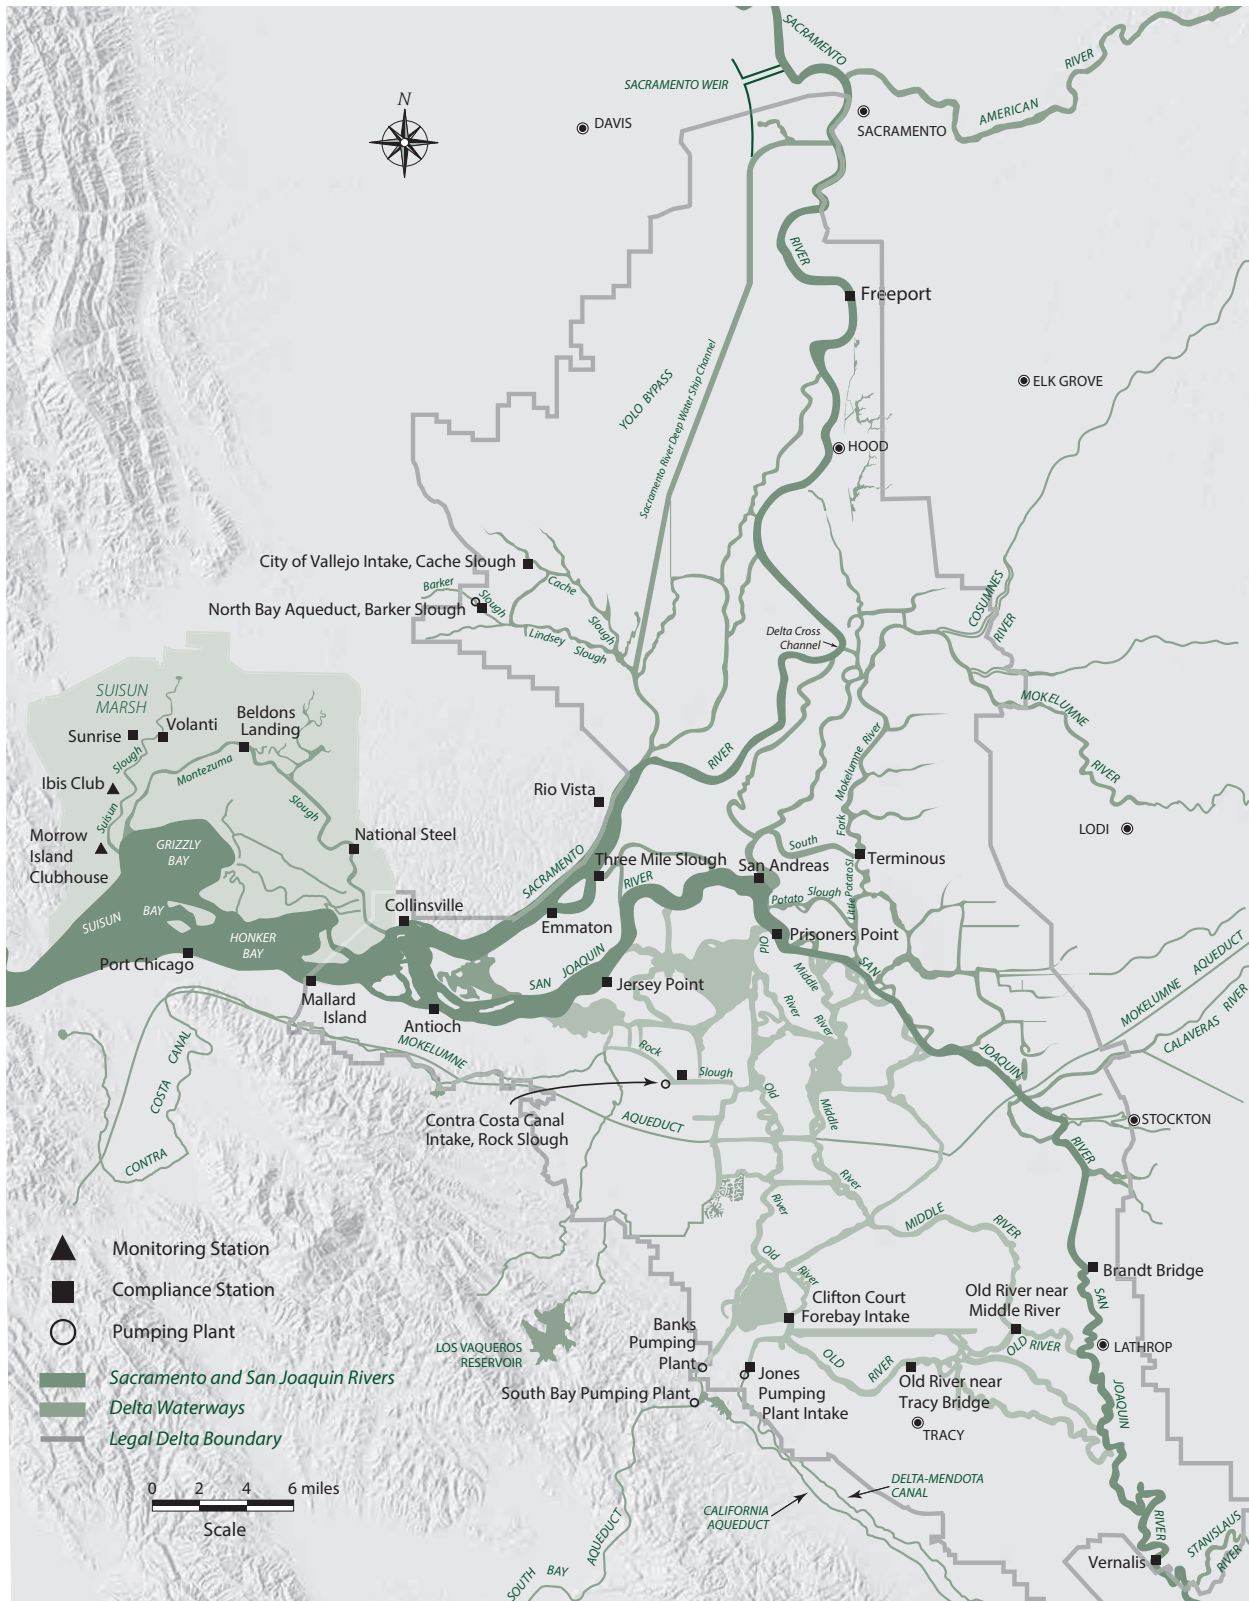 SACRAMENTO
RIVER
AMERICAN
SACRAMENTO WEIR
N
DAVIS
SACRAMENTO
RIVER
Freeport
YOLO BYPASS
Sacramento River Deep Water Ship Channel
ELK GROVE
HOOD
City of Vallejo Intake, Cache Slough
Barker
Slough
Cache
Slough
North Bay Aqueduct, Barker Slough
Lindsey Slough
COSUMNES
RIVER
Delta Cross
Channel
SUISUN
MARSH
Sunrise
Volanti
Beldons
Landing
Slough
Suisun
Montezuma
Slough
Ibis Club
Morrow
Island
Clubhouse
National Steel
GRIZZLY
BAY
SUISUN BAY
HONKER
BAY
Port Chicago
MOKELUMNE
RIVER
RIVER
Fork Mokelumne River
South
Rio Vista
LODI
SACRAMENTO
RIVER
Three Mile Slough
San Andreas
Terminous
Potato Slough
Little Potato Sl.
Collinsville
Emmaton
Prisoners Point
Old
Middle
River
River
SAN
SAN JOAQUIN
Jersey Point
Mallard
Island
Antioch
MOKELUMNE
AQUEDUCT
Rock
Slough
Contra Costa Canal
Intake, Rock Slough
CONTRA
COSTA CANAL
Old
Middle
JOAQUIN
MOKELUMNE AQUEDUCT
CALAVERAS RIVER
STOCKTON
RIVER
River
River
MIDDLE
RIVER
Old
River
Monitoring Station
Compliance Station
Pumping Plant
Sacramento and San Joaquin Rivers
Delta Waterways
Legal Delta Boundary
0 2 4 6 miles
Scale
LOS VAQUEROS
RESERVOIR
Clifton Court
Forebay Intake
Banks
Pumping
Plant
South Bay Pumping Plant
Jones
Pumping
Plant Intake
OLD
RIVER
Old River near
Middle River
OLD RIVER
Old River near
Tracy Bridge
TRACY
Brandt Bridge
SAN
LATHROP
JOAQUIN
RIVER
DELTA-MENDOTA
CANAL
CALIFORNIA
AQUEDUCT
SOUTH BAY AQUEDUCT
Vernalis
STANISLAUS
RIVER